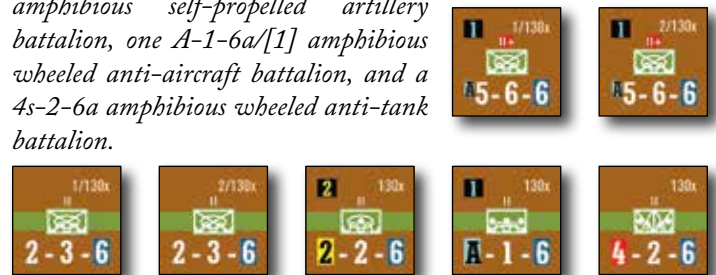 amphibious self-propelled artillery
battalion, one A-1-6a/[1] amphibious
wheeled anti-aircraft battalion, and a
4s-2-6a amphibious wheeled anti-tank
battalion.
1 1/130x
II+
A5-6-6
1 2/130x
II+
A5-6-6
1/130x
II
2-3-6
2/130x
II
2-3-6
2 130x
II
2-2-6
1 130x
II
A-1-6
130x
II
4-2-6